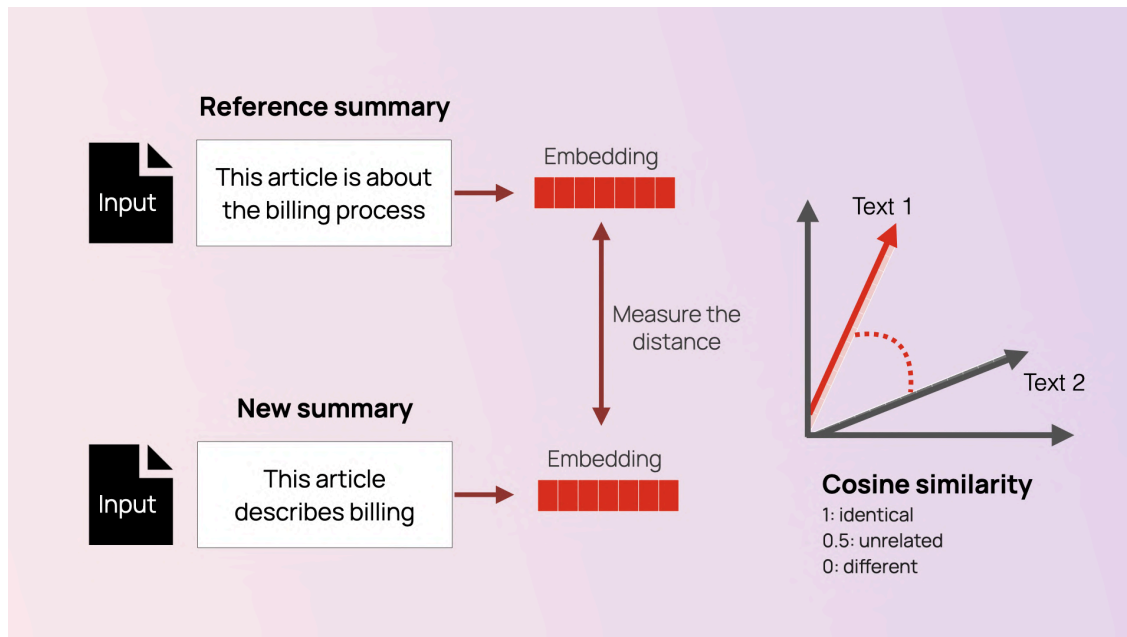 Reference summary
Input
This article is about
the billing process
Embedding
Measure the
distance
New summary
Input
This article
describes billing
Embedding
Text 1
Text 2
Cosine similarity
1: identical
0.5: unrelated
0: different